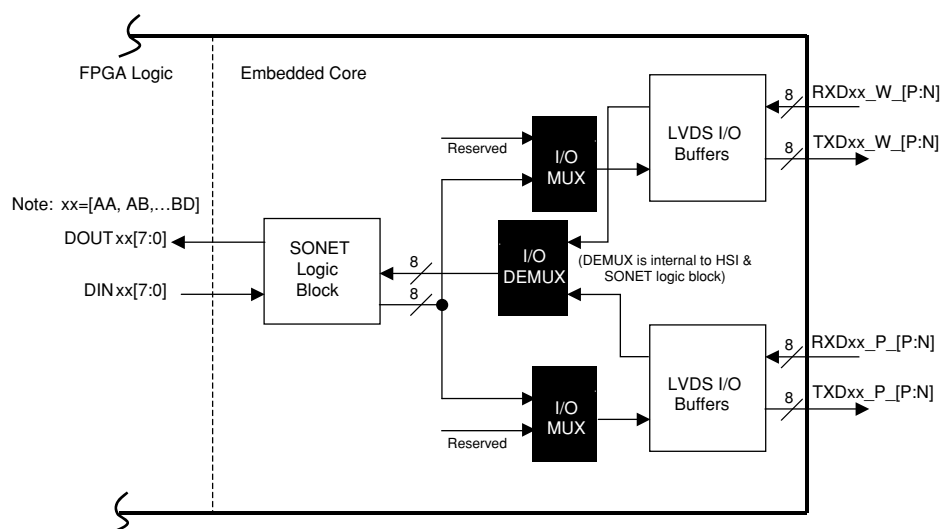 FPGA Logic
Embedded Core
8
RXDxx_W_[P:N]
LVDS I/O
Buffers
8
TXDxx_W_[P:N]
Reserved
I/O
MUX
Note: xx=[AA, AB,...BD]
DOUTxx[7:0]
SONET
Logic
Block
8
I/O
DEMUX
(DEMUX is internal to HSI &
SONET logic block)
DINxx[7:0]
8
8
RXDxx_P_[P:N]
LVDS I/O
Buffers
8
TXDxx_P_[P:N]
I/O
MUX
Reserved